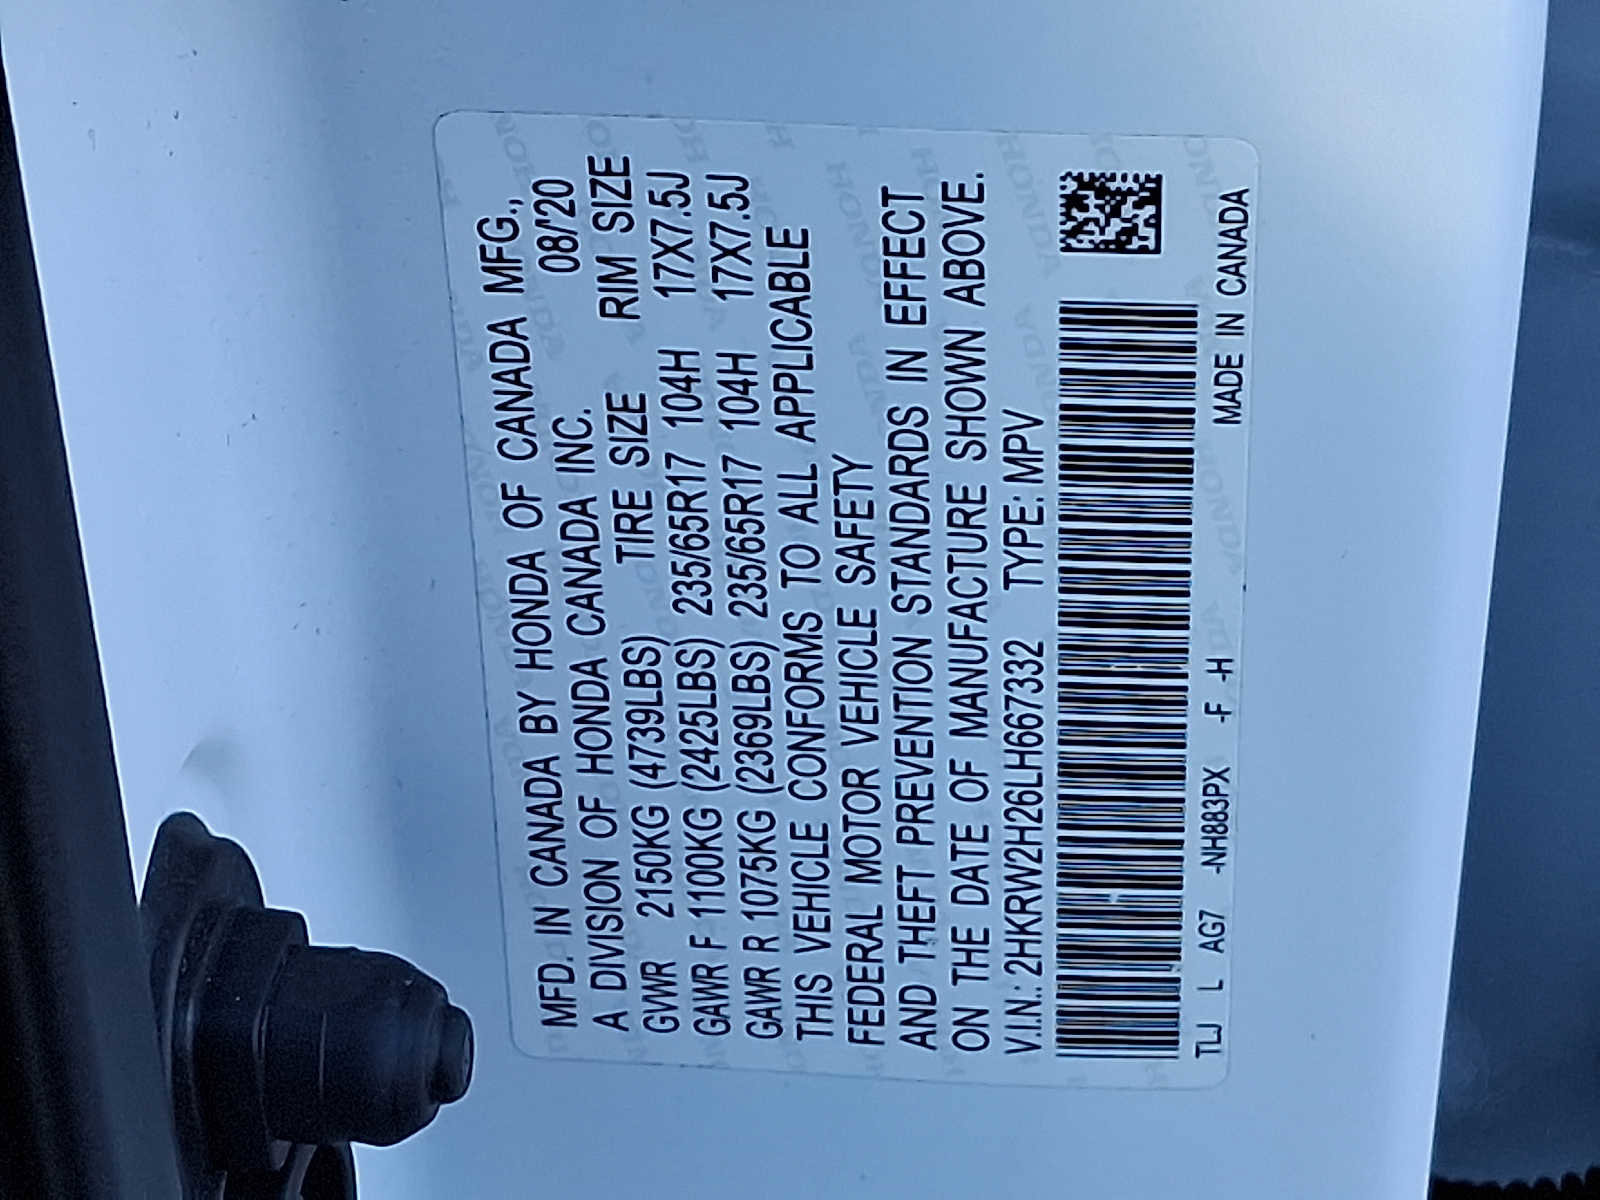 MFD. IN CANADA BY HONDA OF CANADA MFG.,
A DIVISION OF HONDA CANADA INC. 08/'20
GVWR 2150KG (4739LBS) TIRE SIZE RIM SIZE
GAWR F 1100KG (2425LBS) 235/65R17 104H 17X7.5J
GAWR R 1075KG (2369LBS) 235/65R17 104H 17X7.5J
THIS VEHICLE CONFORMS TO ALL APPLICABLE
FEDERAL MOTOR VEHICLE SAFETY
AND THEFT PREVENTION STANDARDS IN EFFECT
ON THE DATE OF MANUFACTURE SHOWN ABOVE.
V.I.N.: 2HKRW2H26LH667332 TYPE: MPV
TLJ L AG7 -NH883PX -F -H MADE IN CANADA